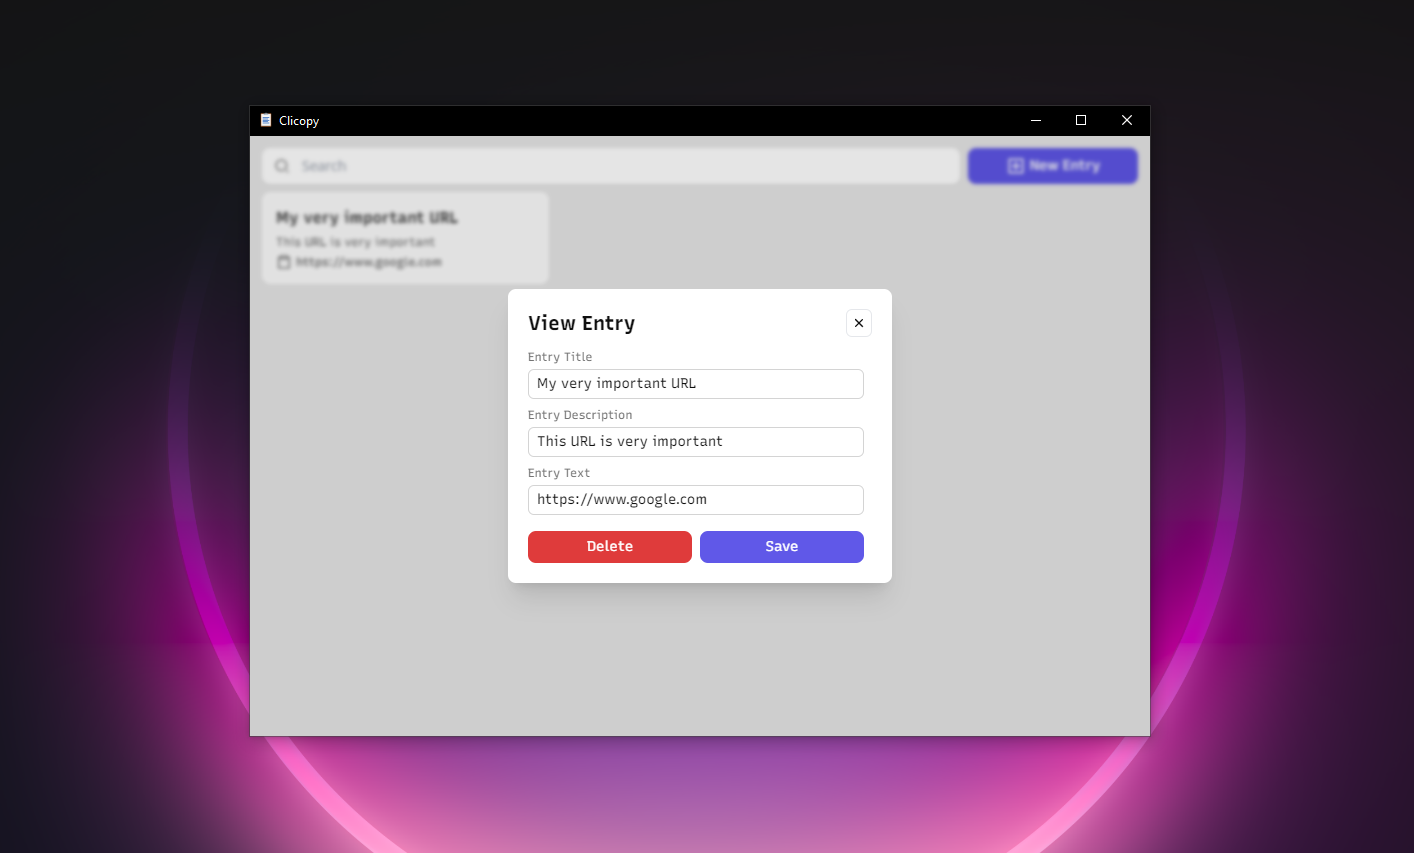 Clicopy
Search
New Entry
My very important URL
This URL is very important
https://www.google.com
View Entry
Entry Title
My very important URL
Entry Description
This URL is very important
Entry Text
https://www.google.com
Delete
Save